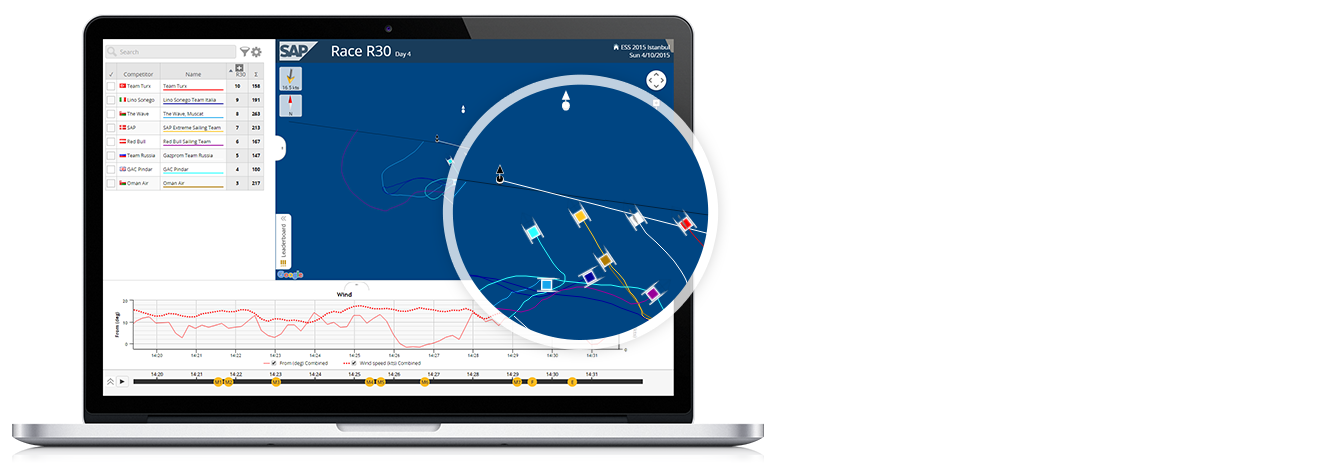 Search
SAP
Race R30 Day 4
ESS 2015 Istanbul
Sun 4/10/2015
✓ Competitor Name R30 Σ
Team Turx Team Turx 10 158
Lino Sonego Lino Sonego Team Italia 9 191
The Wave The Wave, Muscat 8 263
SAP SAP Extreme Sailing Team 7 213
Red Bull Red Bull Sailing Team 6 167
Team Russia Gazprom Team Russia 5 147
GAC Pindar GAC Pindar 4 100
Oman Air Oman Air 3 217
16.5 kts
N
Leaderboard
Google
Wind
From (deg)
20
10
0
14:20 14:21 14:22 14:23 14:24 14:25 14:26 14:27 14:28 14:29 14:30 14:31
0
From (deg) Combined Wind speed (kts) Combined
14:20 14:21 14:22 14:23 14:24 14:25 14:26 14:27 14:28 14:29 14:30 14:31
M1 M2 M3 M4 M5 M6 M7 F E